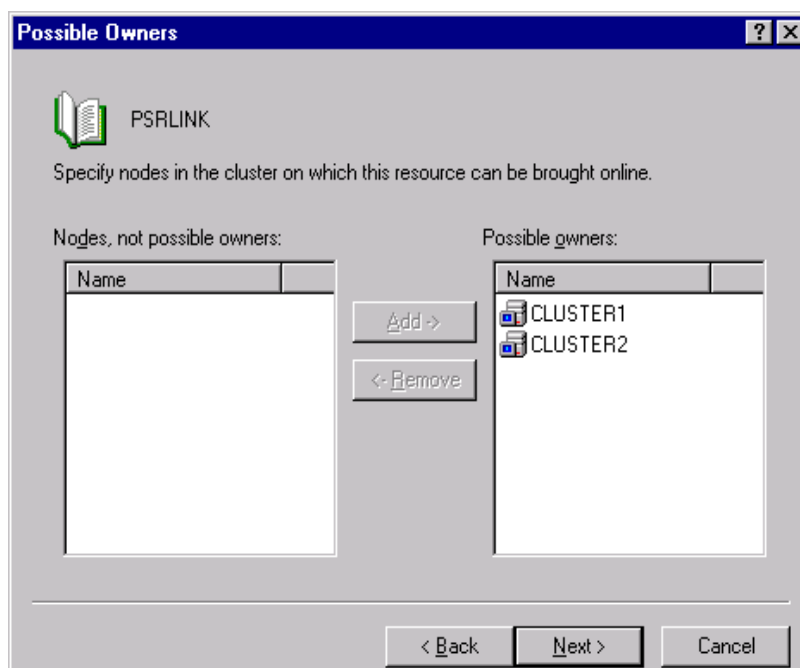 Possible Owners
PSRLINK
Specify nodes in the cluster on which this resource can be brought online.
Nodes, not possible owners:
Possible owners:
Name
Name
CLUSTER1
CLUSTER2
Add ->
<- Remove
< Back
Next >
Cancel